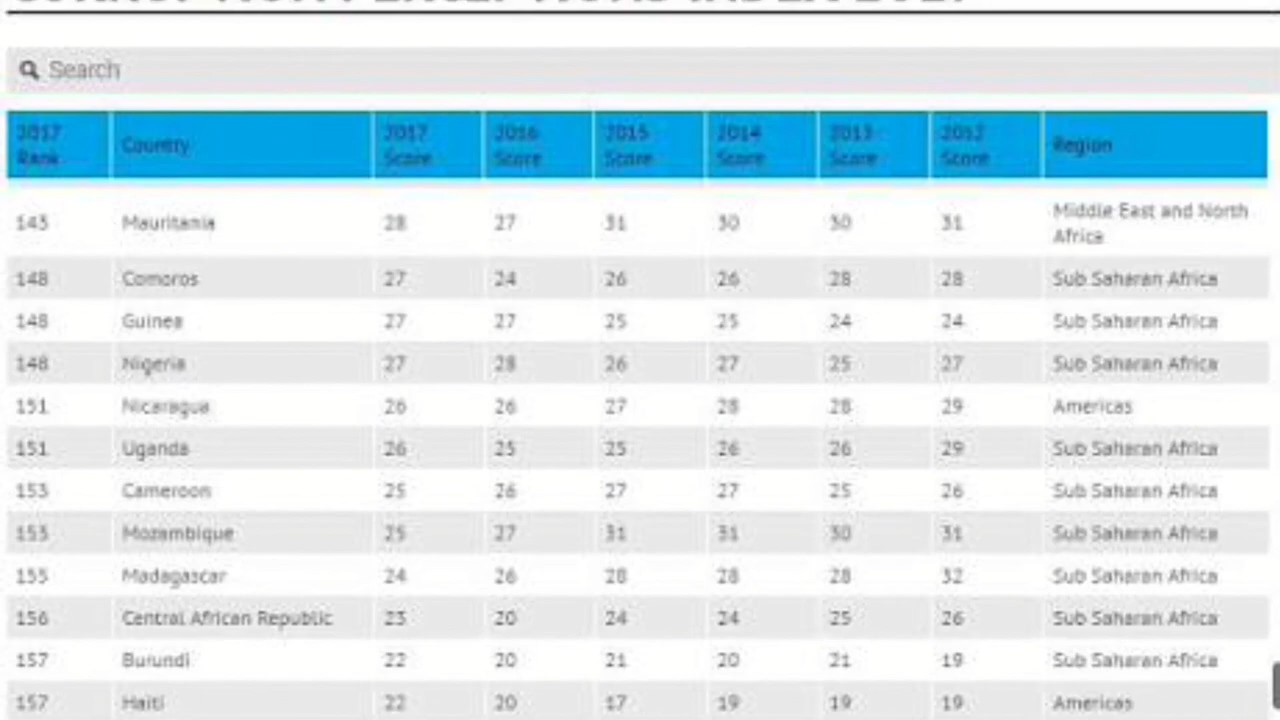 Search
2017 Rank Country 2017 Score 2016 Score 2015 Score 2014 Score 2013 Score 2012 Score Region
143 Mauritania 28 27 31 30 30 31 Middle East and North Africa
148 Comoros 27 24 26 26 28 28 Sub Saharan Africa
148 Guinea 27 27 25 25 24 24 Sub Saharan Africa
148 Nigeria 27 28 26 27 25 27 Sub Saharan Africa
151 Nicaragua 26 26 27 28 28 29 Americas
151 Uganda 26 25 25 26 26 29 Sub Saharan Africa
153 Cameroon 25 26 27 27 25 26 Sub Saharan Africa
153 Mozambique 25 27 31 31 30 31 Sub Saharan Africa
155 Madagascar 24 26 28 28 28 32 Sub Saharan Africa
156 Central African Republic 23 20 24 24 25 26 Sub Saharan Africa
157 Burundi 22 20 21 20 21 19 Sub Saharan Africa
157 Haiti 22 20 17 19 19 19 Americas